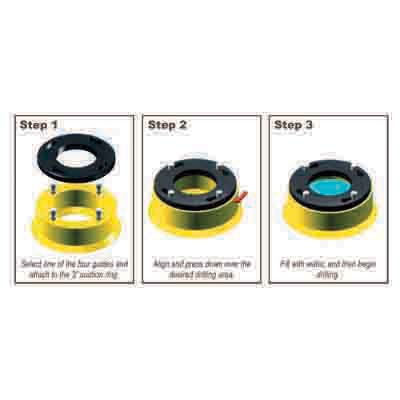 Step 1
Select one of the four guides and
attach to the 3" suction ring.
Step 2
Align and press down over the
desired drilling area.
Step 3
Fill with water, and then begin
drilling.